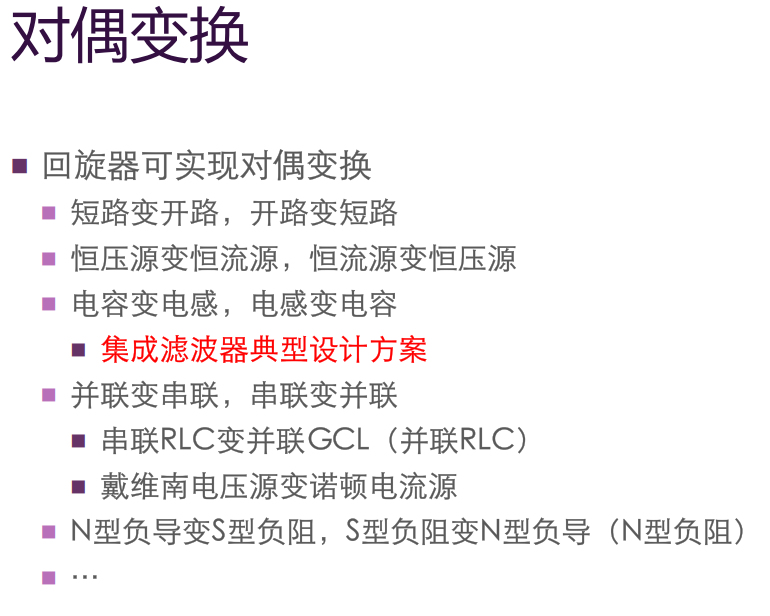 对偶变换
回旋器可实现对偶变换
短路变开路，开路变短路
恒压源变恒流源，恒流源变恒压源
电容变电感，电感变电容
集成滤波器典型设计方案
并联变串联，串联变并联
串联RLC变并联GCL（并联RLC）
戴维南电压源变诺顿电流源
N型负导变S型负阻，S型负阻变N型负导（N型负阻）
…